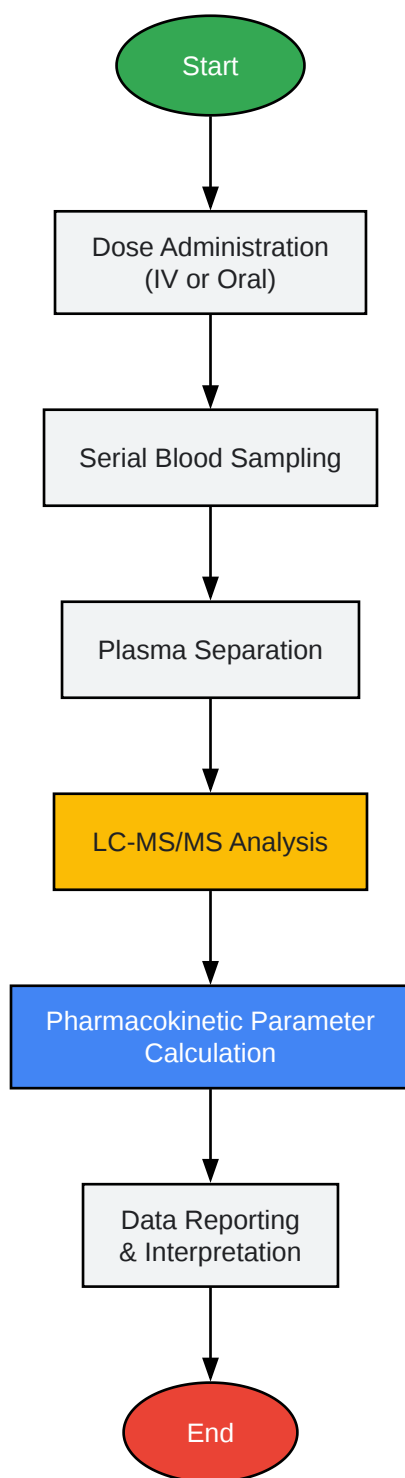 Start
Dose Administration
(IV or Oral)
Serial Blood Sampling
Plasma Separation
LC-MS/MS Analysis
Pharmacokinetic Parameter
Calculation
Data Reporting
& Interpretation
End